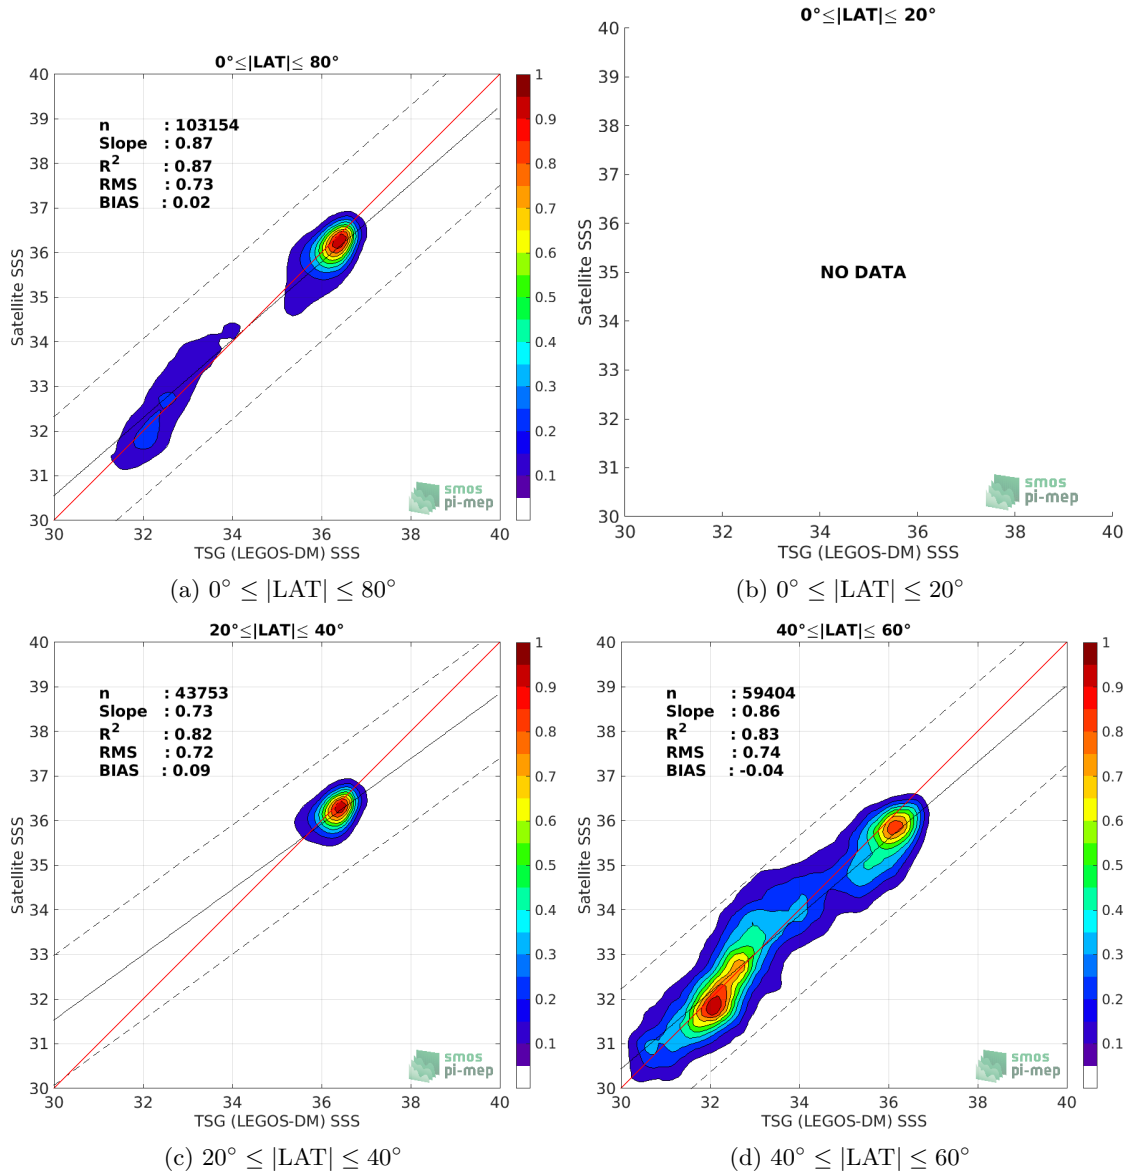 0°≤|LAT|≤ 80°
n : 103154
Slope : 0.87
R2 : 0.87
RMS : 0.73
BIAS : 0.02
Satellite SSS
40
39
38
37
36
35
34
33
32
31
30
30 32 34 36 38 40
TSG (LEGOS-DM) SSS
1
0.9
0.8
0.7
0.6
0.5
0.4
0.3
0.2
0.1
smos
pi-mep
(a) 0° ≤ |LAT| ≤ 80°
0°≤|LAT|≤ 20°
NO DATA
Satellite SSS
40
39
38
37
36
35
34
33
32
31
30
30 32 34 36 38 40
TSG (LEGOS-DM) SSS
smos
pi-mep
(b) 0° ≤ |LAT| ≤ 20°
20°≤|LAT|≤ 40°
n : 43753
Slope : 0.73
R2 : 0.82
RMS : 0.72
BIAS : 0.09
Satellite SSS
40
39
38
37
36
35
34
33
32
31
30
30 32 34 36 38 40
TSG (LEGOS-DM) SSS
1
0.9
0.8
0.7
0.6
0.5
0.4
0.3
0.2
0.1
smos
pi-mep
(c) 20° ≤ |LAT| ≤ 40°
40°≤|LAT|≤ 60°
n : 59404
Slope : 0.86
R2 : 0.83
RMS : 0.74
BIAS : -0.04
Satellite SSS
40
39
38
37
36
35
34
33
32
31
30
30 32 34 36 38 40
TSG (LEGOS-DM) SSS
1
0.9
0.8
0.7
0.6
0.5
0.4
0.3
0.2
0.1
smos
pi-mep
(d) 40° ≤ |LAT| ≤ 60°